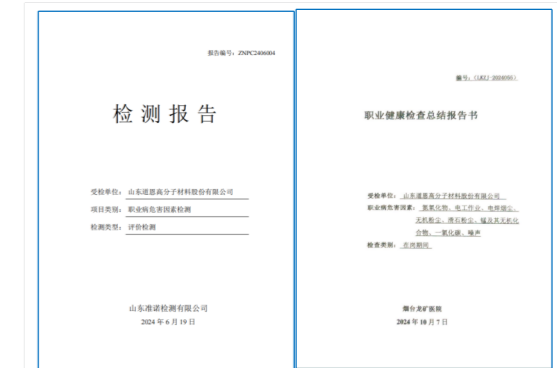 报告编号：ZNPC2406004
检测报告
受检单位：山东道恩高分子材料股份有限公司
项目类别：职业病危害因素检测
检测类型：评价检测
山东准诺检测有限公司
2024 年 6 月 19 日
职业健康检查总结报告书
受检单位：山东道恩高分子材料股份有限公司
职业病危害因素：氮氧化物、电工作业、电焊烟尘、
无机粉尘、滑石粉尘、锰及其无机化
合物、一氧化碳、噪声
检查类别：在岗期间
烟台龙矿医院
2024 年 10 月 7 日